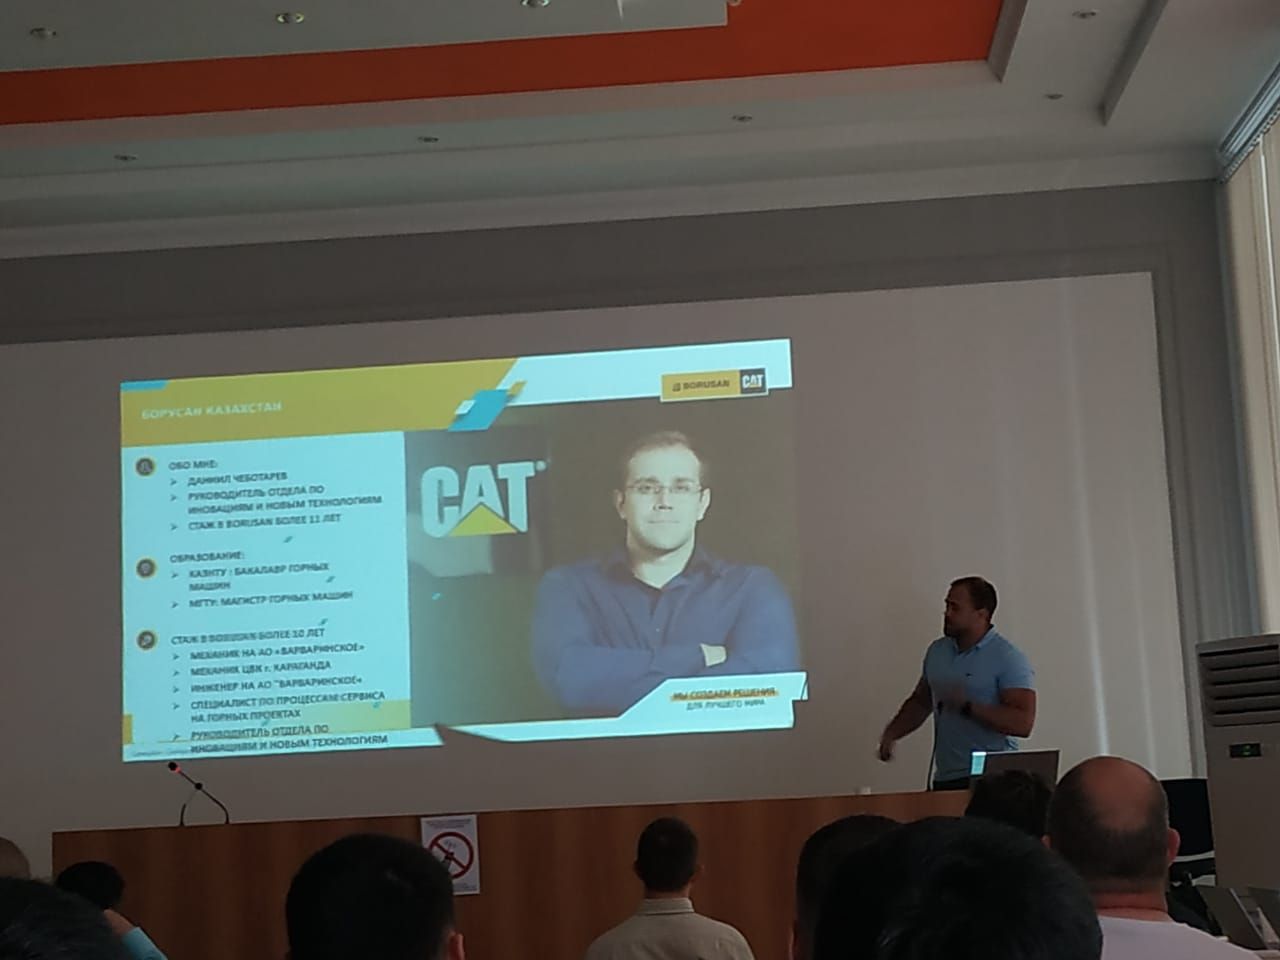 БОРУСАН КАЗАХСТАН
BORUSAN CAT
ОБО МНЕ:
ДАНИИЛ ЧЕБОТАРЕВ
РУКОВОДИТЕЛЬ ОТДЕЛА ПО
ИНОВАЦИЯМ И НОВЫМ ТЕХНОЛОГИЯМ
СТАЖ В BORUSAN БОЛЕЕ 11 ЛЕТ
ОБРАЗОВАНИЕ:
КАЗНТУ : БАКАЛАВР ГОРНЫХ
МАШИН
МГТУ: МАГИСТР ГОРНЫХ МАШИН
СТАЖ В BORUSAN БОЛЕЕ 10 ЛЕТ
МЕХАНИК НА АО «ВАРВАРИНСКОЕ»
МЕХАНИК ЦВК г. КАРАГАНДА
ИНЖЕНЕР НА АО "ВАРВАРИНСКОЕ«
СПЕЦИАЛИСТ ПО ПРОЦЕССАМ СЕРВИСА
НА ГОРНЫХ ПРОЕКТАХ
РУКОВОДИТЕЛЬ ОТДЕЛА ПО
ИНОВАЦИЯМ И НОВЫМ ТЕХНОЛОГИЯМ
CAT
МЫ СОЗДАЕМ РЕШЕНИЯ
ДЛЯ ЛУЧШЕГО МИРА